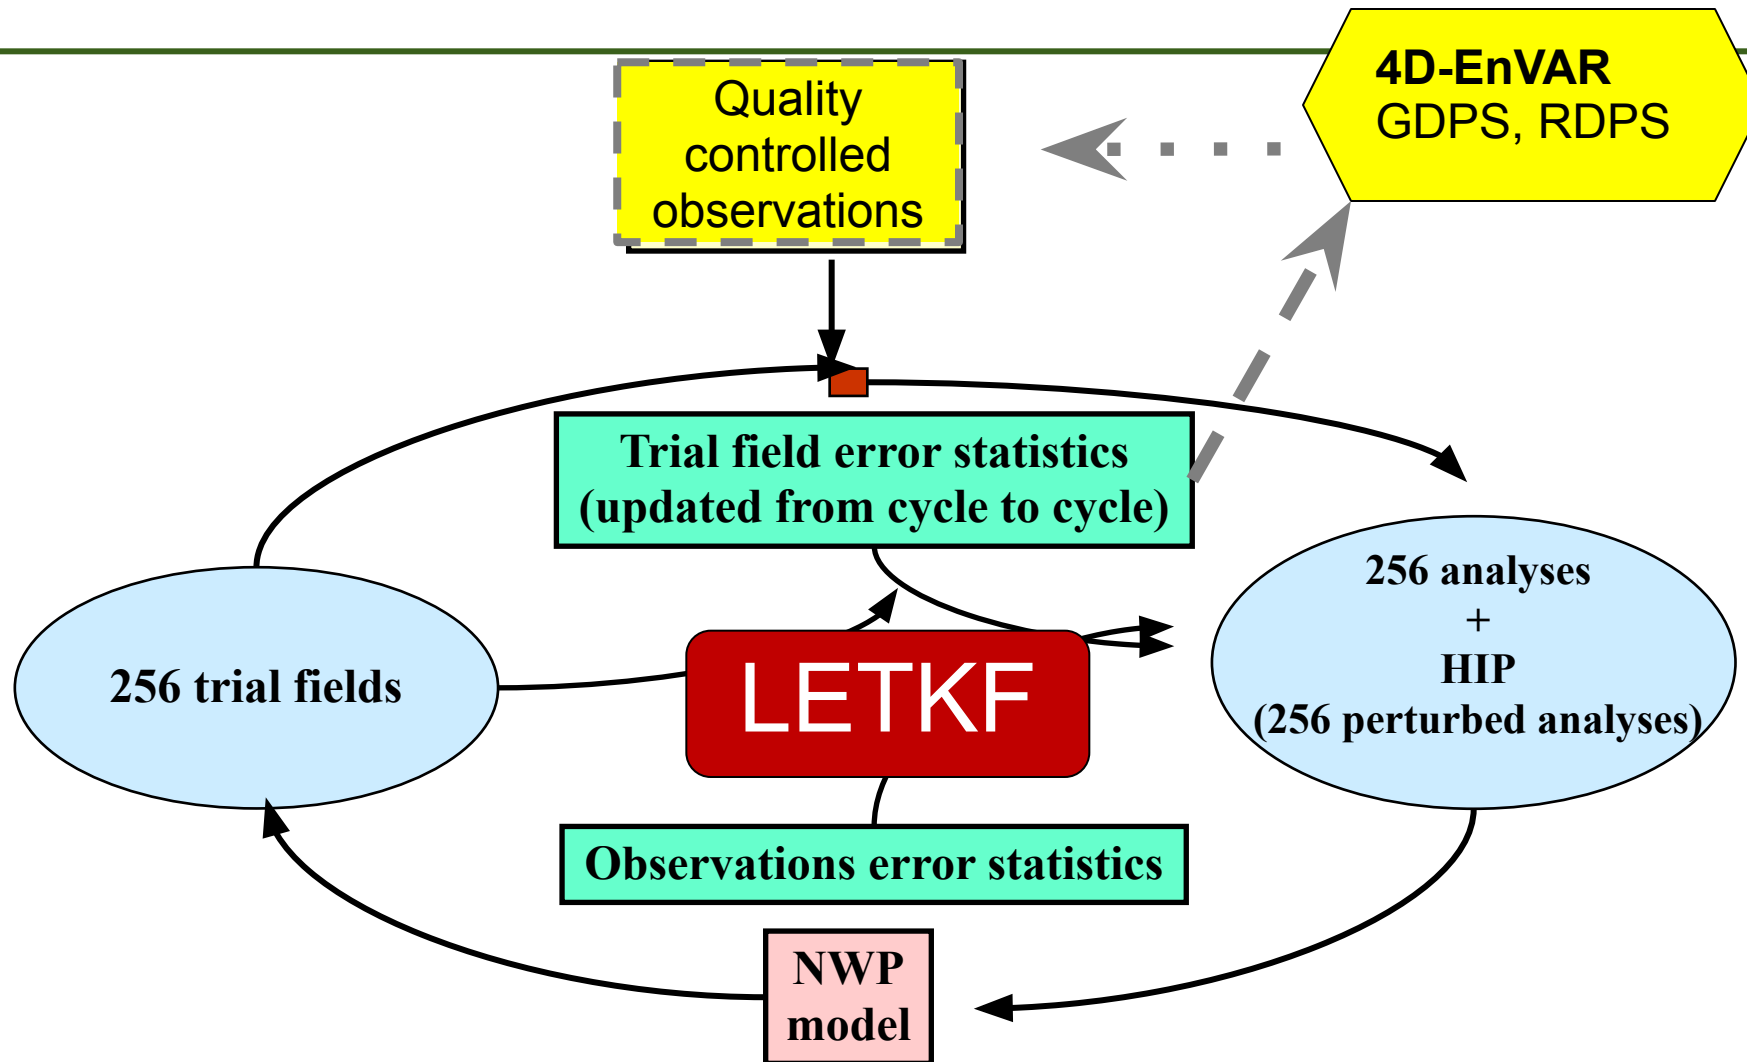 Quality
controlled
observations
4D-EnVAR
GDPS, RDPS
Trial field error statistics
(updated from cycle to cycle)
256 trial fields
LETKF
256 analyses
+
HIP
(256 perturbed analyses)
Observations error statistics
NWP
model